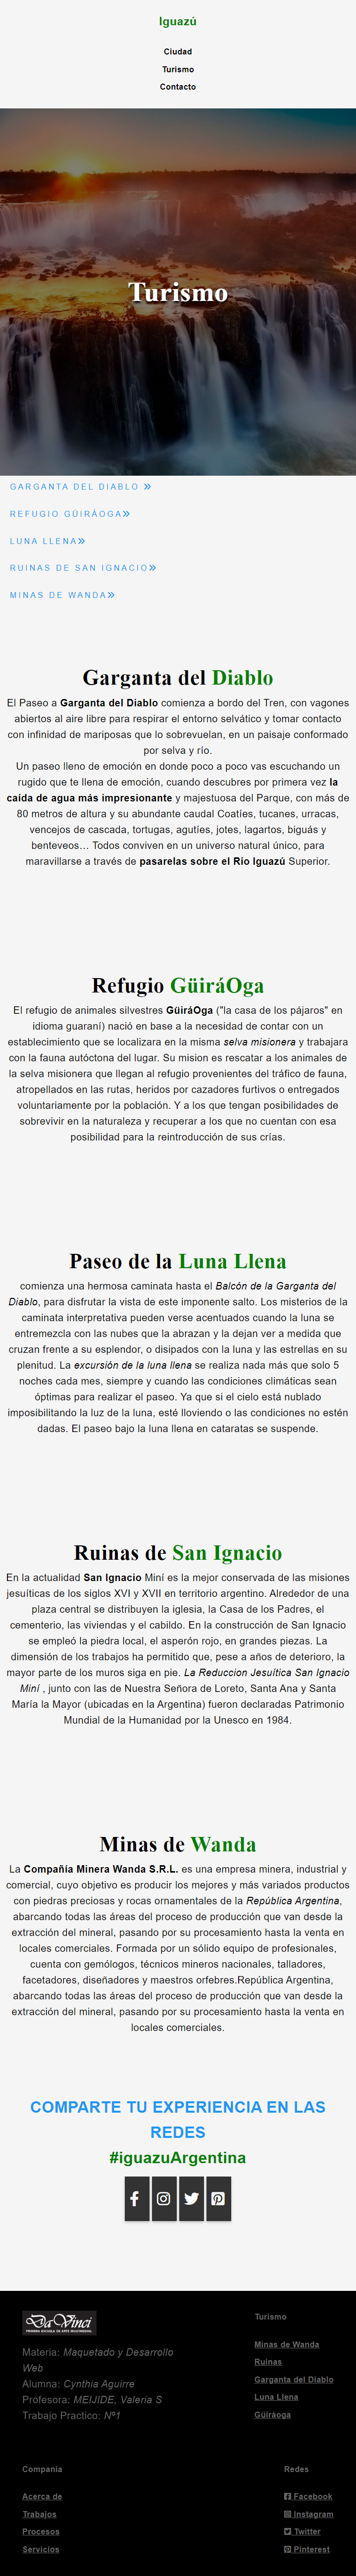 Iguazú
Ciudad
Turismo
Contacto
Turismo
GARGANTA DEL DIABLO »
REFUGIO GÜIRÀOGA»
LUNA LLENA»
RUINAS DE SAN IGNACIO»
MINAS DE WANDA»
Garganta del Diablo
El Paseo a Garganta del Diablo comienza a bordo del Tren, con vagones
abiertos al aire libre para respirar el entorno selvático y tomar contacto
con infinidad de mariposas que lo sobrevuelan, en un paisaje conformado
por selva y río.
Un paseo lleno de emoción en donde poco a poco vas escuchando un
rugido que te llena de emoción, cuando descubres por primera vez la
caida de agua más impresionante y majestuosa del Parque, con más de
80 metros de altura y su abundante caudal Coatíes, tucanes, urracas,
vencejos de cascada, tortugas, agutíes, jotes, lagartos, biguás y
benteveos… Todos conviven en un universo natural único, para
maravillarse a través de pasarelas sobre el Río Iguazú Superior.
Refugio GüiráOga
El refugio de animales silvestres GüiráOga ("la casa de los pájaros" en
idioma guaraní) nació en base a la necesidad de contar con un
establecimiento que se localizara en la misma selva misionera y trabajara
con la fauna autóctona del lugar. Su mision es rescatar a los animales de
la selva misionera que llegan al refugio provenientes del tráfico de fauna,
atropellados en las rutas, heridos por cazadores furtivos o entregados
voluntariamente por la población. Y a los que tengan posibilidades de
sobrevivir en la naturaleza y recuperar a los que no cuentan con esa
posibilidad para la reintroducción de sus crías.
Paseo de la Luna Llena
comienza una hermosa caminata hasta el Balcón de la Garganta del
Diablo, para disfrutar la vista de este imponente salto. Los misterios de la
caminata interpretativa pueden verse acentuados cuando la luna se
entremezcla con las nubes que la abrazan y la dejan ver a medida que
cruzan frente a su esplendor, o disipados con la luna y las estrellas en su
plenitud. La excursión de la luna llena se realiza nada más que solo 5
noches cada mes, siempre y cuando las condiciones climáticas sean
óptimas para realizar el paseo. Ya que si el cielo está nublado
imposibilitando la luz de la luna, esté lloviendo o las condiciones no estén
dadas. El paseo bajo la luna llena en cataratas se suspende.
Ruinas de San Ignacio
En la actualidad San Ignacio Miní es la mejor conservada de las misiones
jesuíticas de los siglos XVI y XVII en territorio argentino. Alrededor de una
plaza central se distribuyen la iglesia, la Casa de los Padres, el
cementerio, las viviendas y el cabildo. En la construcción de San Ignacio
se empleó la piedra local, el asperón rojo, en grandes piezas. La
dimensión de los trabajos ha permitido que, pese a años de deterioro, la
mayor parte de los muros siga en pie. La Reduccion Jesuítica San Ignacio
Miní , junto con las de Nuestra Señora de Loreto, Santa Ana y Santa
María la Mayor (ubicadas en la Argentina) fueron declaradas Patrimonio
Mundial de la Humanidad por la Unesco en 1984.
Minas de Wanda
La Compañía Minera Wanda S.R.L. es una empresa minera, industrial y
comercial, cuyo objetivo es producir los mejores y más variados productos
con piedras preciosas y rocas ornamentales de la República Argentina,
abarcando todas las áreas del proceso de producción que van desde la
extracción del mineral, pasando por su procesamiento hasta la venta en
locales comerciales. Formada por un sólido equipo de profesionales,
cuenta con gemólogos, técnicos mineros nacionales, talladores,
facetadores, diseñadores y maestros orfebres.República Argentina,
abarcando todas las áreas del proceso de producción que van desde la
extracción del mineral, pasando por su procesamiento hasta la venta en
locales comerciales.
COMPARTE TU EXPERIENCIA EN LAS
REDES
#iguazuArgentina
Da Vinci
PRIMERA ESCUELA DE ARTE MULTIMEDIAL
Materia: Maquetado y Desarrollo
Web
Alumna: Cynthia Aguirre
Profesora: MEIJIDE, Valeria S
Trabajo Practico: Nº1
Turismo
Minas de Wanda
Ruinas
Garganta del Diablo
Luna Llena
Güiráoga
Compania
Acerca de
Trabajos
Procesos
Servicios
Redes
Facebook
Instagram
Twitter
Pinterest